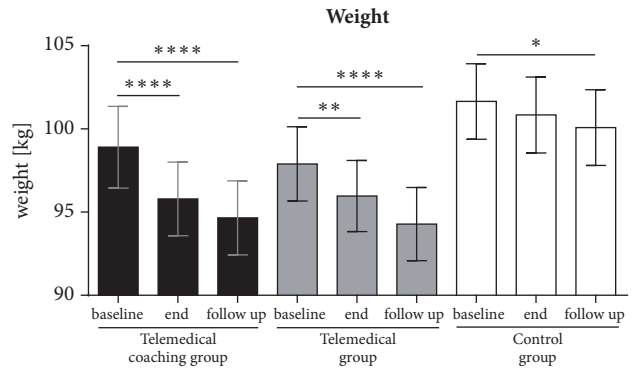 Weight
105
100
95
90
weight [kg]
****
****
****
**
*
baseline end follow up baseline end follow up baseline end follow up
Telemedical
coaching group
Telemedical
group
Control
group